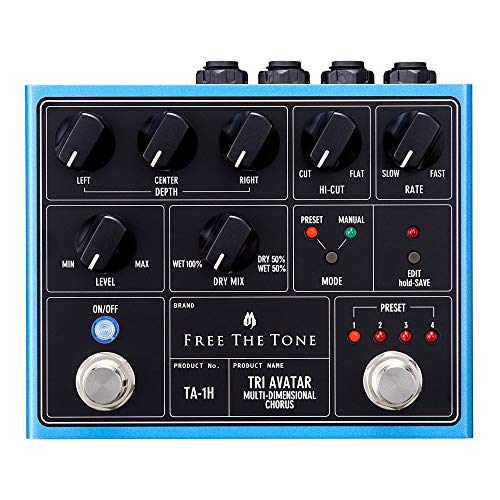 LEFT
CENTER
RIGHT
DEPTH
CUT
FLAT
HI-CUT
SLOW
FAST
RATE
MIN
MAX
LEVEL
WET 100%
DRY 50%
WET 50%
DRY MIX
PRESET
MANUAL
MODE
EDIT
hold-SAVE
ON/OFF
BRAND
FREE THE TONE
PRODUCT No.
TA-1H
PRODUCT NAME
TRI AVATAR
MULTI-DIMENSIONAL
CHORUS
PRESET
1 2 3 4